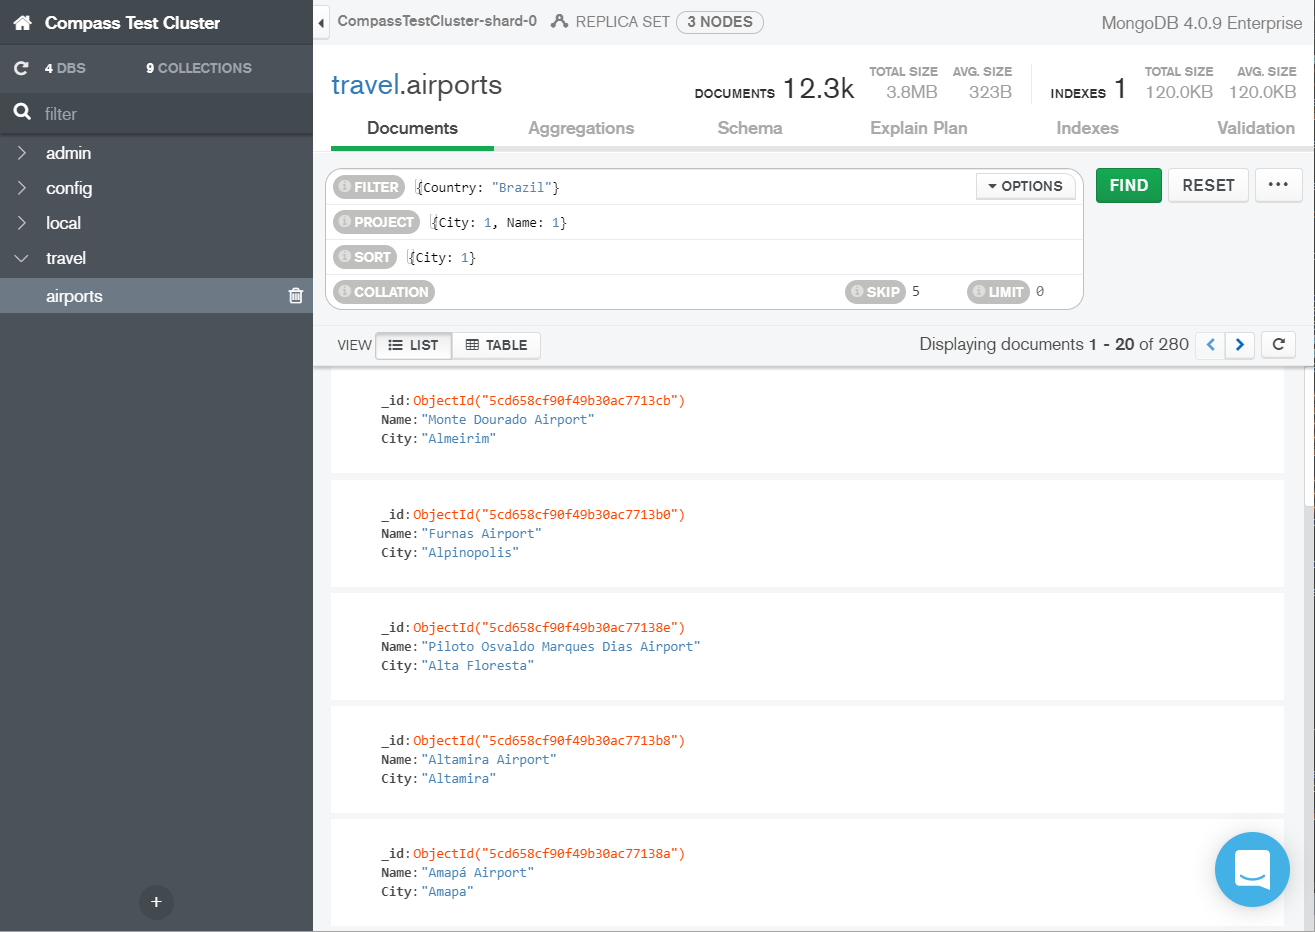 Compass Test Cluster
4 DBS 9 COLLECTIONS
filter
admin
config
local
travel
airports
+
CompassTestCluster-shard-0 REPLICA SET 3 NODES MongoDB 4.0.9 Enterprise
travel.airports
DOCUMENTS 12.3k TOTAL SIZE 3.8MB AVG. SIZE 323B INDEXES 1 TOTAL SIZE 120.0KB AVG. SIZE 120.0KB
Documents Aggregations Schema Explain Plan Indexes Validation
FILTER {Country: "Brazil"} OPTIONS FIND RESET ...
PROJECT {City: 1, Name: 1}
SORT {City: 1}
COLLATION SKIP 5 LIMIT 0
VIEW LIST TABLE Displaying documents 1 - 20 of 280
_id:ObjectId("5cd658cf90f49b30ac7713cb")
Name:"Monte Dourado Airport"
City:"Almeirim"
_id:ObjectId("5cd658cf90f49b30ac7713b0")
Name:"Furnas Airport"
City:"Alpinopolis"
_id:ObjectId("5cd658cf90f49b30ac77138e")
Name:"Piloto Osvaldo Marques Dias Airport"
City:"Alta Floresta"
_id:ObjectId("5cd658cf90f49b30ac7713b8")
Name:"Altamira Airport"
City:"Altamira"
_id:ObjectId("5cd658cf90f49b30ac77138a")
Name:"Amapá Airport"
City:"Amapa"